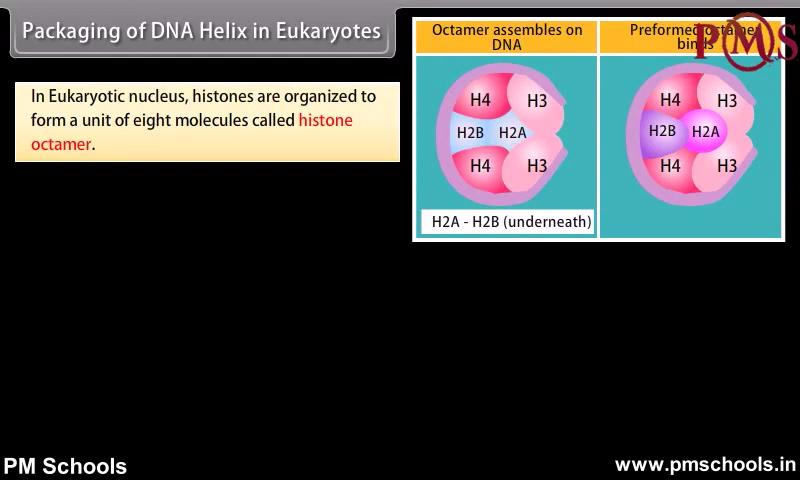 Packaging of DNA Helix in Eukaryotes
In Eukaryotic nucleus, histones are organized to
form a unit of eight molecules called histone
octamer.
Octamer assembles on
DNA
H4
H3
H2B
H2A
H4
H3
H2A - H2B (underneath)
Preformed octamer
binds
PMS
H4
H3
H2B
H2A
H4
H3
PM Schools
www.pmschools.in